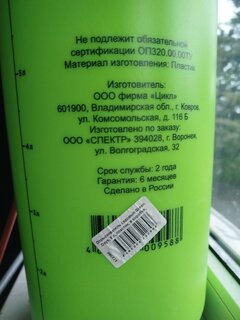 Не подлежит обязательной
сертификации ОП320.00.00ТУ
Материал изготовления: Пластик
Изготовитель:
ООО фирма «Цикл»
601900, Владимирская обл., г. Ковров,
ул. Комсомольская, д. 116 Б
Изготовлено по заказу:
ООО «СПЕКТР» 394028, г. Воронеж,
ул. Волгоградская, 32
Срок службы: 2 года
Гарантия: 6 месяцев
Сделано в России
009588